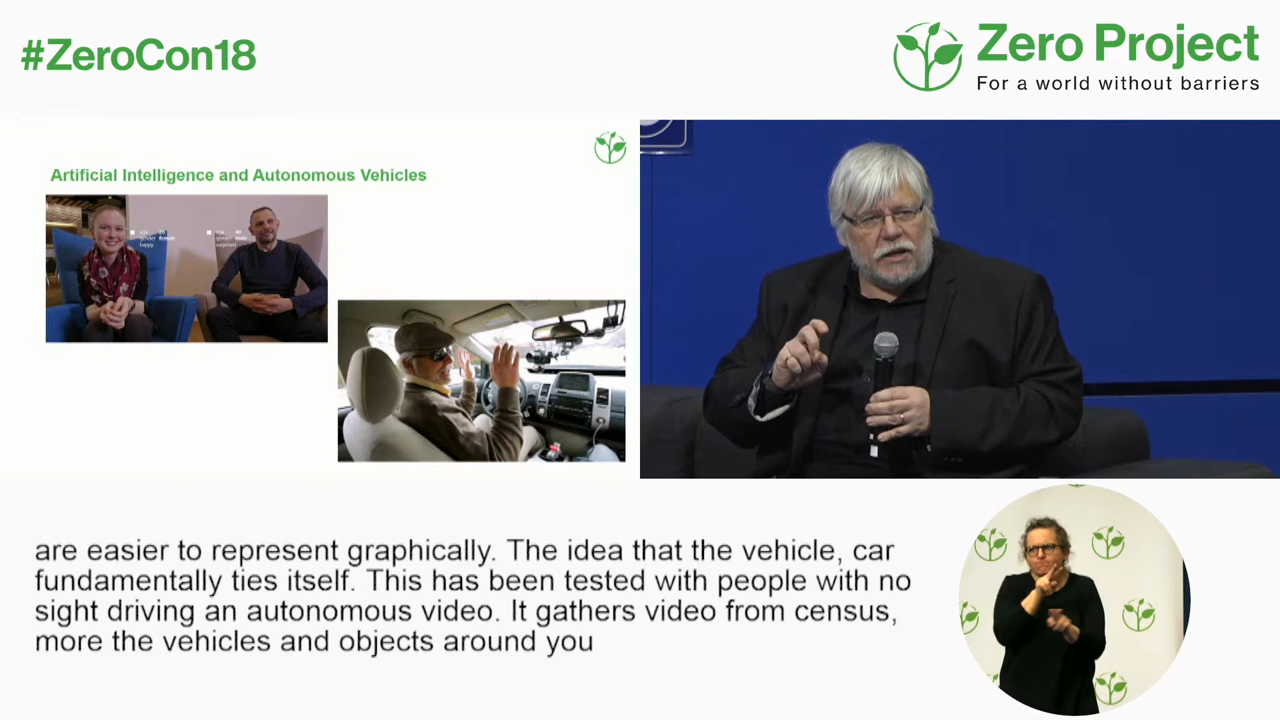 #ZeroCon18
Zero Project
For a world without barriers
Artificial Intelligence and Autonomous Vehicles
female
happy
are easier to represent graphically. The idea that the vehicle, car
fundamentally ties itself. This has been tested with people with no
sight driving an autonomous video. It gathers video from census,
more the vehicles and objects around you